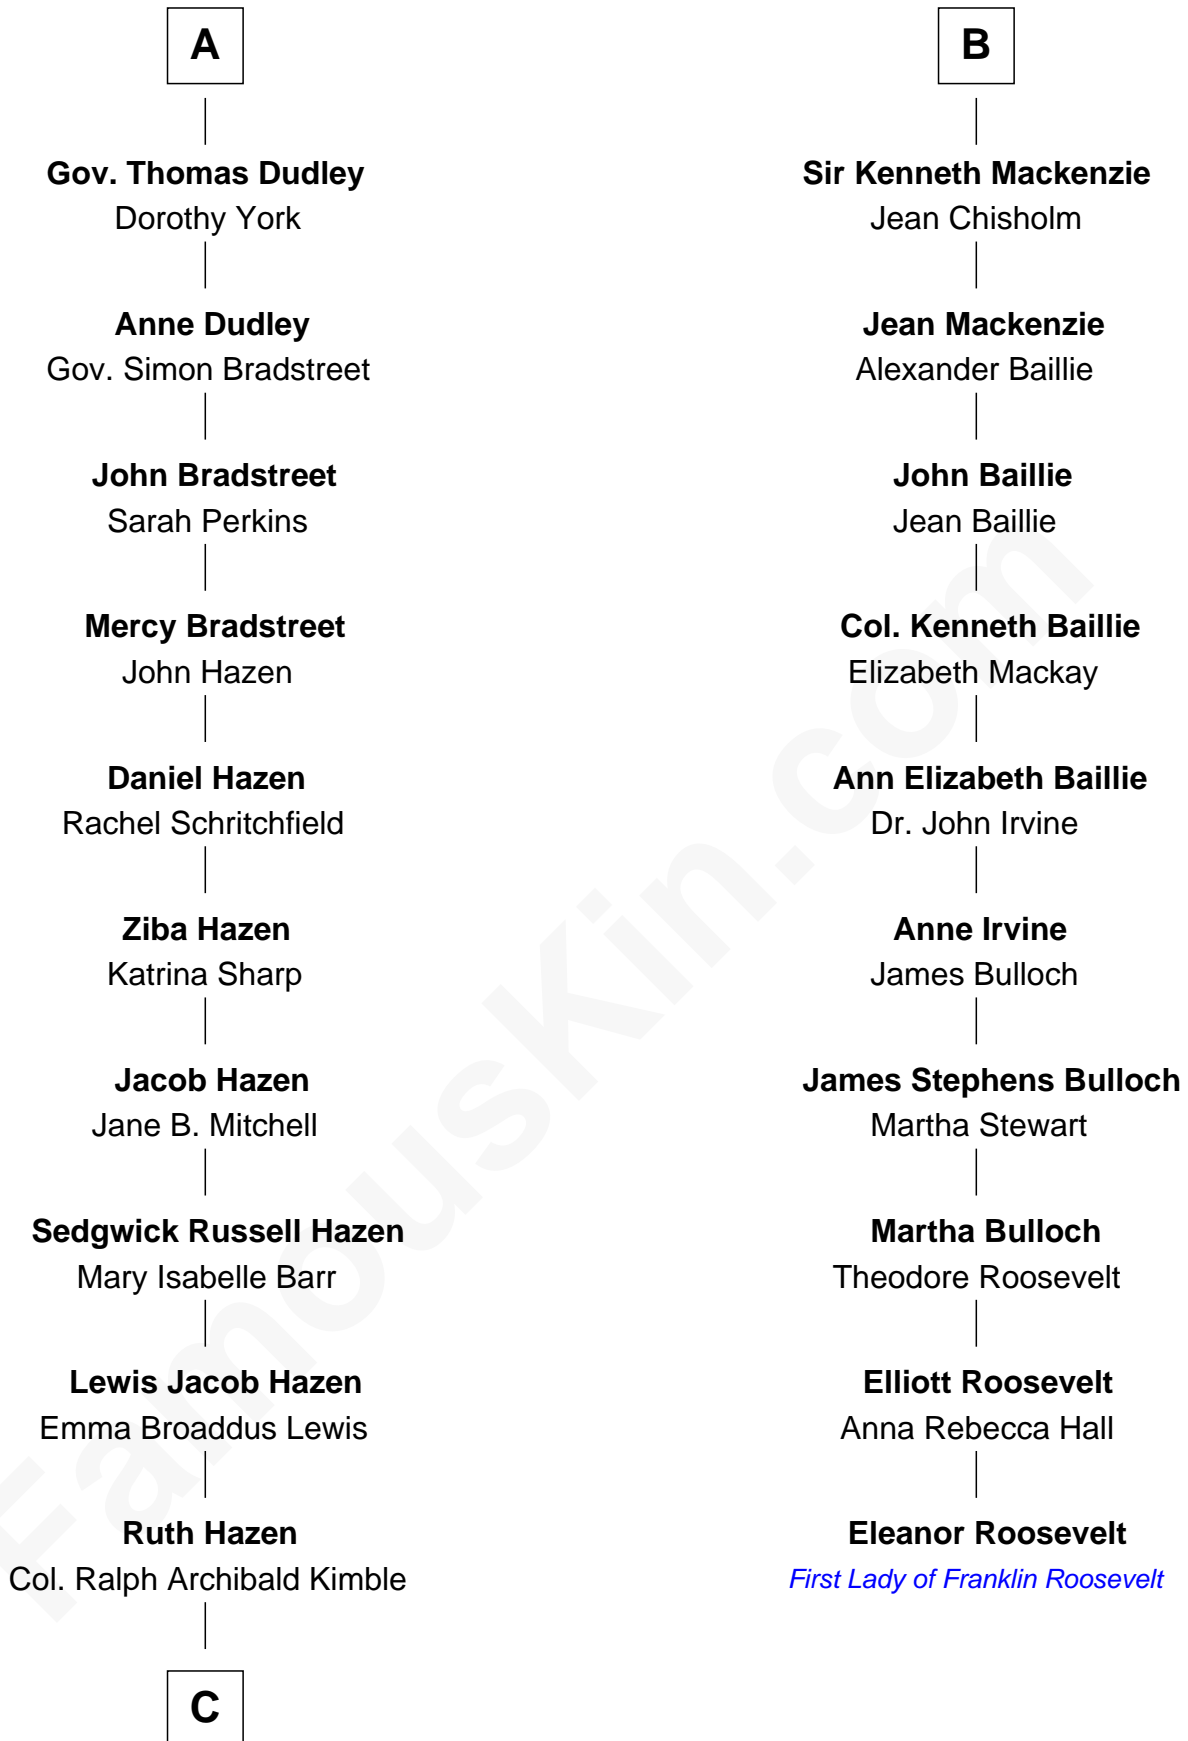 A
Gov. Thomas Dudley
Dorothy York
Anne Dudley
Gov. Simon Bradstreet
John Bradstreet
Sarah Perkins
Mercy Bradstreet
John Hazen
Daniel Hazen
Rachel Schritchfield
Ziba Hazen
Katrina Sharp
Jacob Hazen
Jane B. Mitchell
Sedgwick Russell Hazen
Mary Isabelle Barr
Lewis Jacob Hazen
Emma Broaddus Lewis
Ruth Hazen
Col. Ralph Archibald Kimble
C
B
Sir Kenneth Mackenzie
Jean Chisholm
Jean Mackenzie
Alexander Baillie
John Baillie
Jean Baillie
Col. Kenneth Baillie
Elizabeth Mackay
Ann Elizabeth Baillie
Dr. John Irvine
Anne Irvine
James Bulloch
James Stephens Bulloch
Martha Stewart
Martha Bulloch
Theodore Roosevelt
Elliott Roosevelt
Anna Rebecca Hall
Eleanor Roosevelt
First Lady of Franklin Roosevelt
FamousKin.com